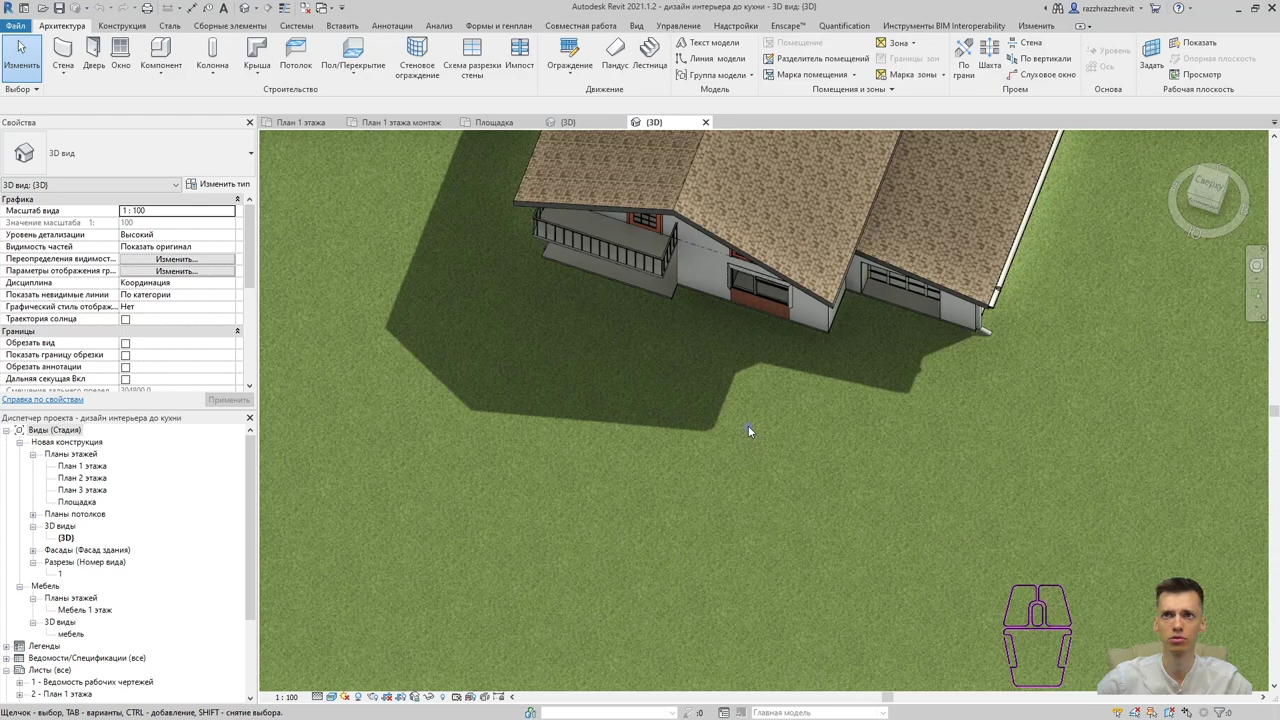 Autodesk Revit 2021.1.2 - дизайн интерьера до кухни - 3D вид: {3D}
razzhrazzhrevit
Файл Архитектура Конструкция Сталь Сборные элементы Системы Вставить Аннотации Анализ Формы и генплан Совместная работа Вид Управление Надстройки Enscape™ Quantification Инструменты BIM Interoperability Изменить
Изменить Стена Дверь Окно Компонент Колонна Крыша Потолок Пол/Перекрытие Стеновое ограждение Схема разрезки стены Импост Ограждение Пандус Лестница
Текст модели
Линия модели
Группа модели
Помещение
Разделитель помещений
Марка помещения
Зона
Границы зон
Марка зоны
По грани Шахта
Стена
По вертикали
Слуховое окно
Уровень
Ось
Задать
Показать
Опорная плоскость
Просмотр
Выбор Строительство Движение Модель Помещения и зоны Проем Основа Рабочая плоскость
План 1 этажа План 1 этажа монтаж Площадка {3D} {3D}
Свойства
3D вид
3D вид: {3D} Изменить тип
Графика
Масштаб вида 1 : 100
Значение масштаба 1: 100
Уровень детализации Высокий
Видимость частей Показать оригинал
Переопределения видимост... Изменить...
Параметры отображения гр... Изменить...
Дисциплина Координация
Показать невидимые линии По категории
Графический стиль отображ... Нет
Траектория солнца
Границы
Обрезать вид
Показать границу обрезки
Обрезать аннотации
Дальняя секущая Вкл
Справка по свойствам Применить
Диспетчер проекта - дизайн интерьера до кухни
Виды (Стадия)
Новая конструкция
Планы этажей
План 1 этажа
План 2 этажа
План 3 этажа
Площадка
Планы потолков
3D виды
{3D}
Фасады (Фасад здания)
Разрезы (Номер вида)
1
Мебель
Планы этажей
Мебель 1 этаж
3D виды
мебель
Легенды
Ведомости/Спецификации (все)
Листы (все)
1 - Ведомость рабочих чертежей
2 - План 1 этажа
Сверху
1 : 100
Щелчок - выбор, TAB - варианты, CTRL - добавление, SHIFT - снятие выбора.
:0
Главная модель
:0